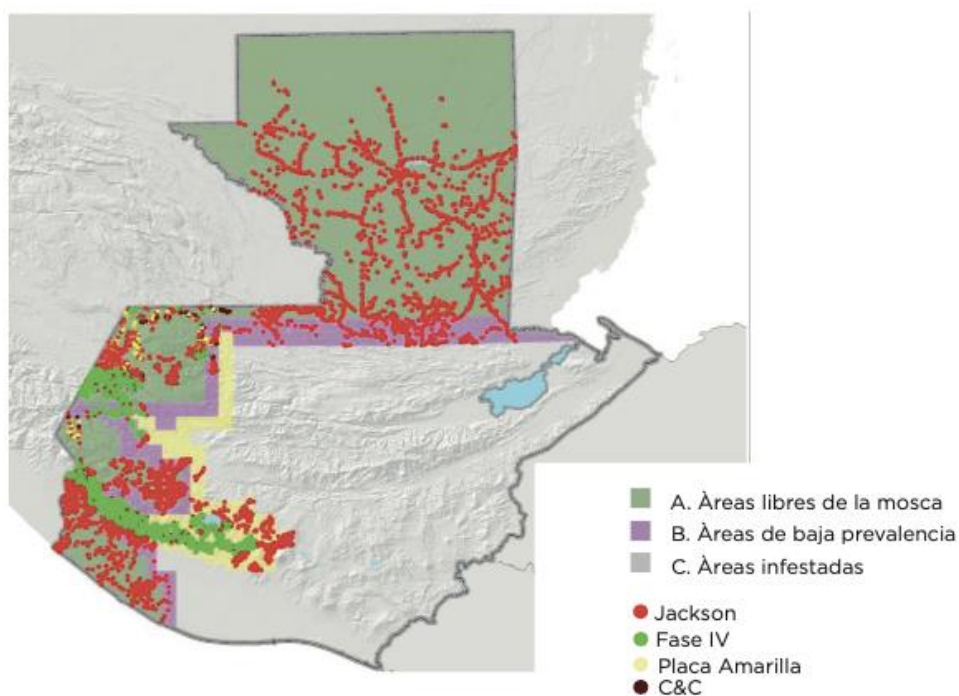 A. Àreas libres de la mosca
B. Àreas de baja prevalencia
C. Àreas infestadas
Jackson
Fase IV
Placa Amarilla
C&C